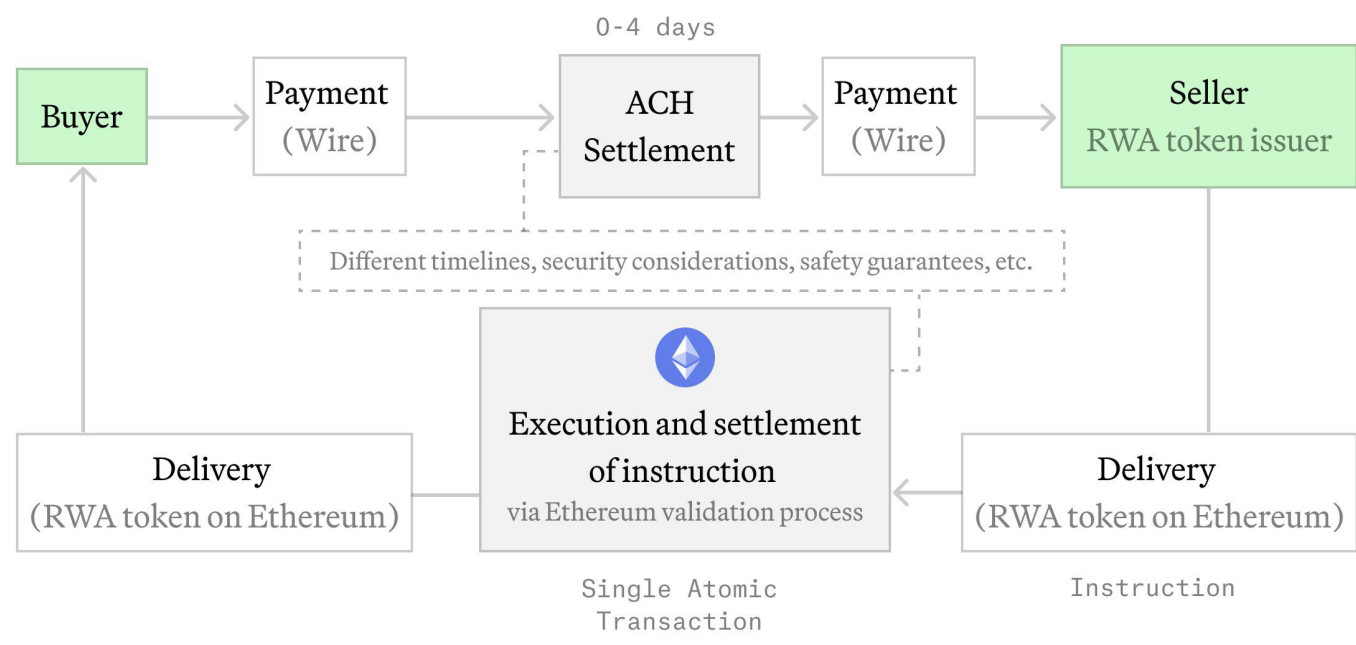 0-4 days
Buyer
Payment
(Wire)
ACH
Settlement
Payment
(Wire)
Seller
RWA token issuer
Different timelines, security considerations, safety guarantees, etc.
Delivery
(RWA token on Ethereum)
Execution and settlement
of instruction
via Ethereum validation process
Delivery
(RWA token on Ethereum)
Single Atomic
Transaction
Instruction